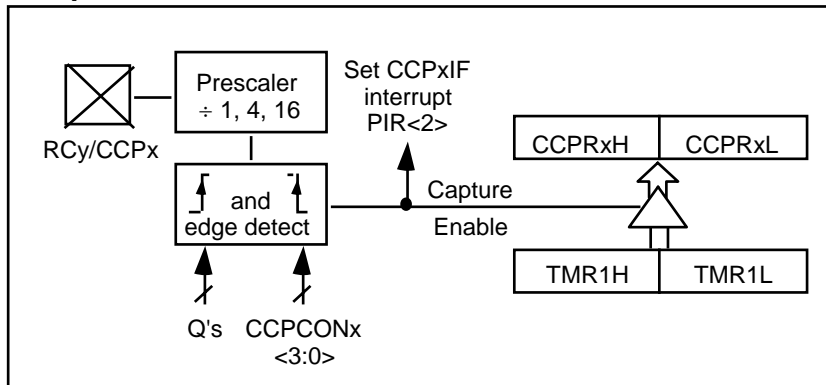 Prescaler
÷ 1, 4, 16
RCy/CCPx
Set CCPxIF
interrupt
PIR<2>
CCPRxH
CCPRxL
and
edge detect
Capture
Enable
TMR1H
TMR1L
Q's
CCPCONx
<3:0>